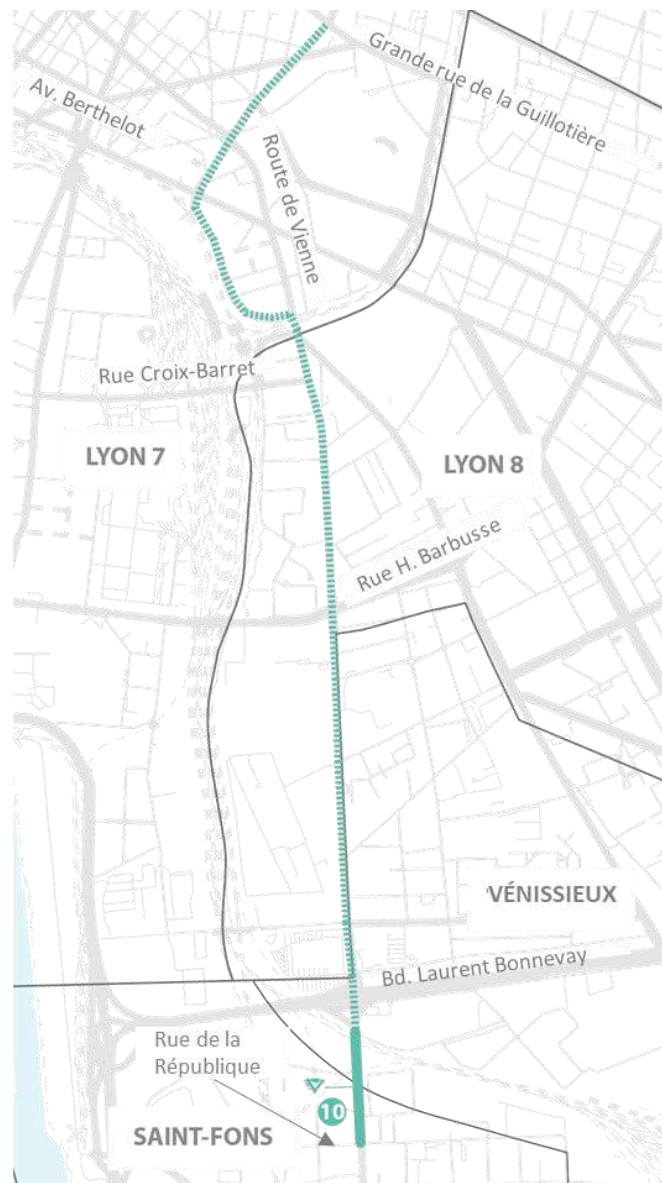 Grande rue de la Guillotière
Av. Berthelot
Route de Vienne
Rue Croix-Barret
LYON 7
LYON 8
Rue H. Barbusse
VÉNISSIEUX
Bd. Laurent Bonnevay
Rue de la
République
10
SAINT-FONS